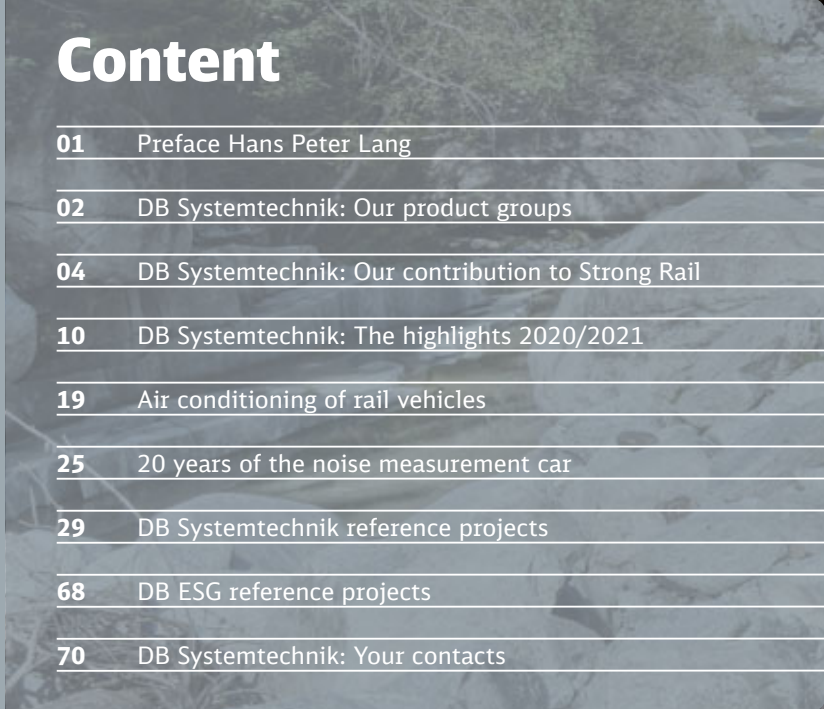 Content
01 Preface Hans Peter Lang
02 DB Systemtechnik: Our product groups
04 DB Systemtechnik: Our contribution to Strong Rail
10 DB Systemtechnik: The highlights 2020/2021
19 Air conditioning of rail vehicles
25 20 years of the noise measurement car
29 DB Systemtechnik reference projects
68 DB ESG reference projects
70 DB Systemtechnik: Your contacts